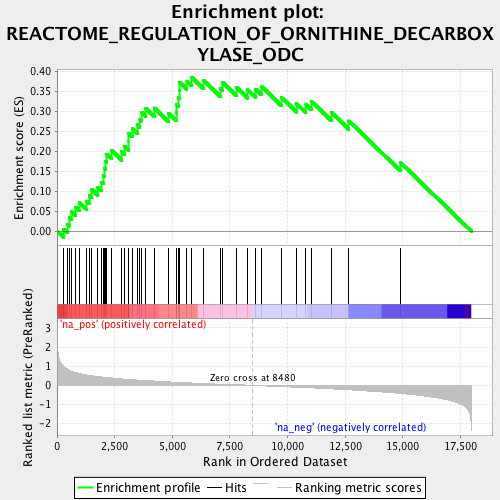 Enrichment plot:
REACTOME_REGULATION_OF_ORNITHINE_DECARBOX
YLASE_ODC
Enrichment score (ES)
0.40
0.35
0.30
0.25
0.20
0.15
0.10
0.05
0.00
'na_pos' (positively correlated)
Ranked list metric (PreRanked)
3
2
1
0
-1
-2
Zero cross at 8480
'na_neg' (negatively correlated)
0
2,500
5,000
7,500
10,000
12,500
15,000
17,500
Rank in Ordered Dataset
Enrichment profile
Hits
Ranking metric scores